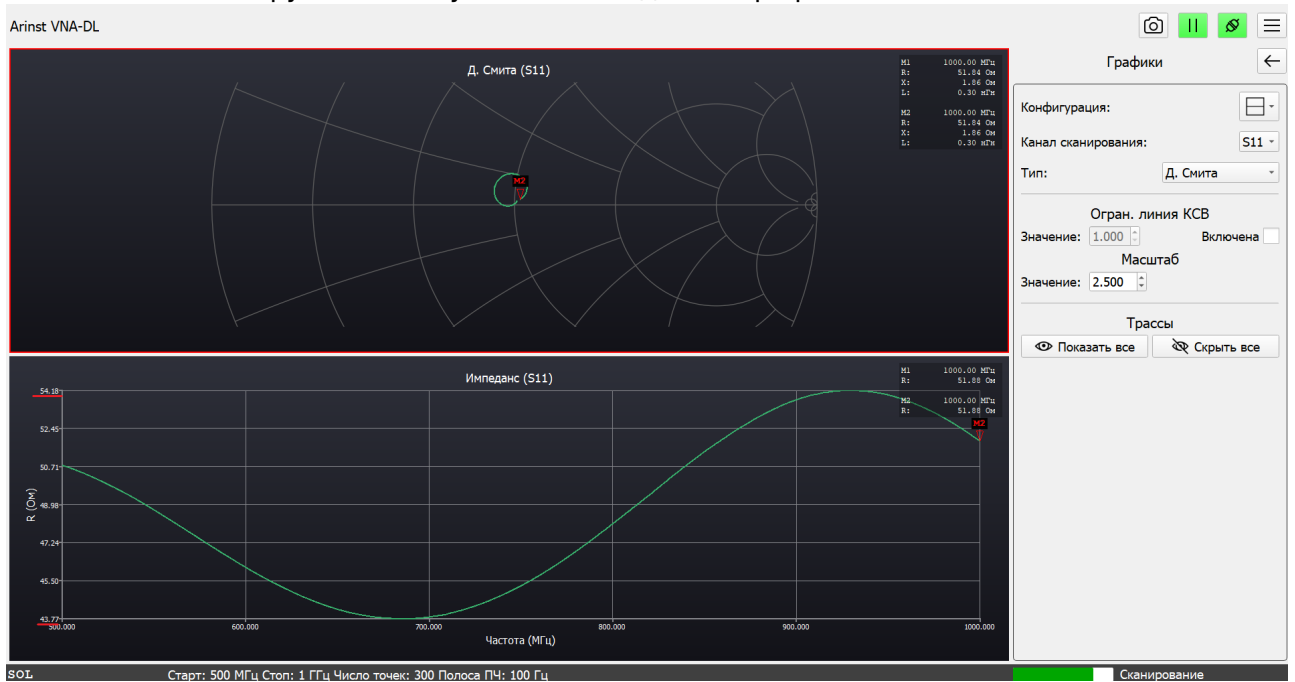 Arinst VNA-DL
Д. Смита (S11)
M1 1000.00 МГц
R: 51.84 Ом
X: 1.86 Ом
L: 0.30 нГн
M2 1000.00 МГц
R: 51.84 Ом
X: 1.86 Ом
L: 0.30 нГн
M2
Импеданс (S11)
M1 1000.00 МГц
R: 51.88 Ом
M2 1000.00 МГц
R: 51.88 Ом
M2
54.18
52.45
50.71
48.98
47.24
45.50
43.77
R (Ом)
500.000 600.000 700.000 800.000 900.000 1000.000
Частота (МГц)
Графики
Конфигурация:
Канал сканирования: S11
Тип: Д. Смита
Огран. линия КСВ
Значение: 1.000 Включена
Масштаб
Значение: 2.500
Трассы
Показать все Скрыть все
SOL Старт: 500 МГц Стоп: 1 ГГц Число точек: 300 Полоса ПЧ: 100 Гц Сканирование